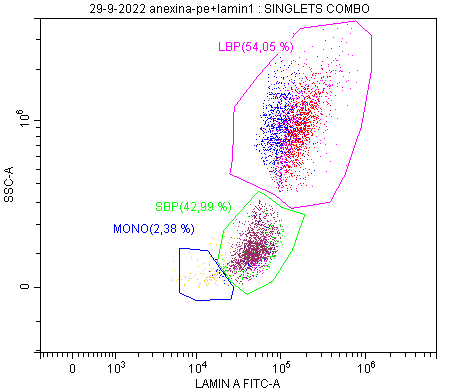 29-9-2022 anexina-pe+lamin1 : SINGLETS COMBO
LBP(54,05 %)
10^6
SSC-A
SBP(42,99 %)
MONO(2,38 %)
0
0 10^3 10^4 10^5 10^6
LAMIN A FITC-A